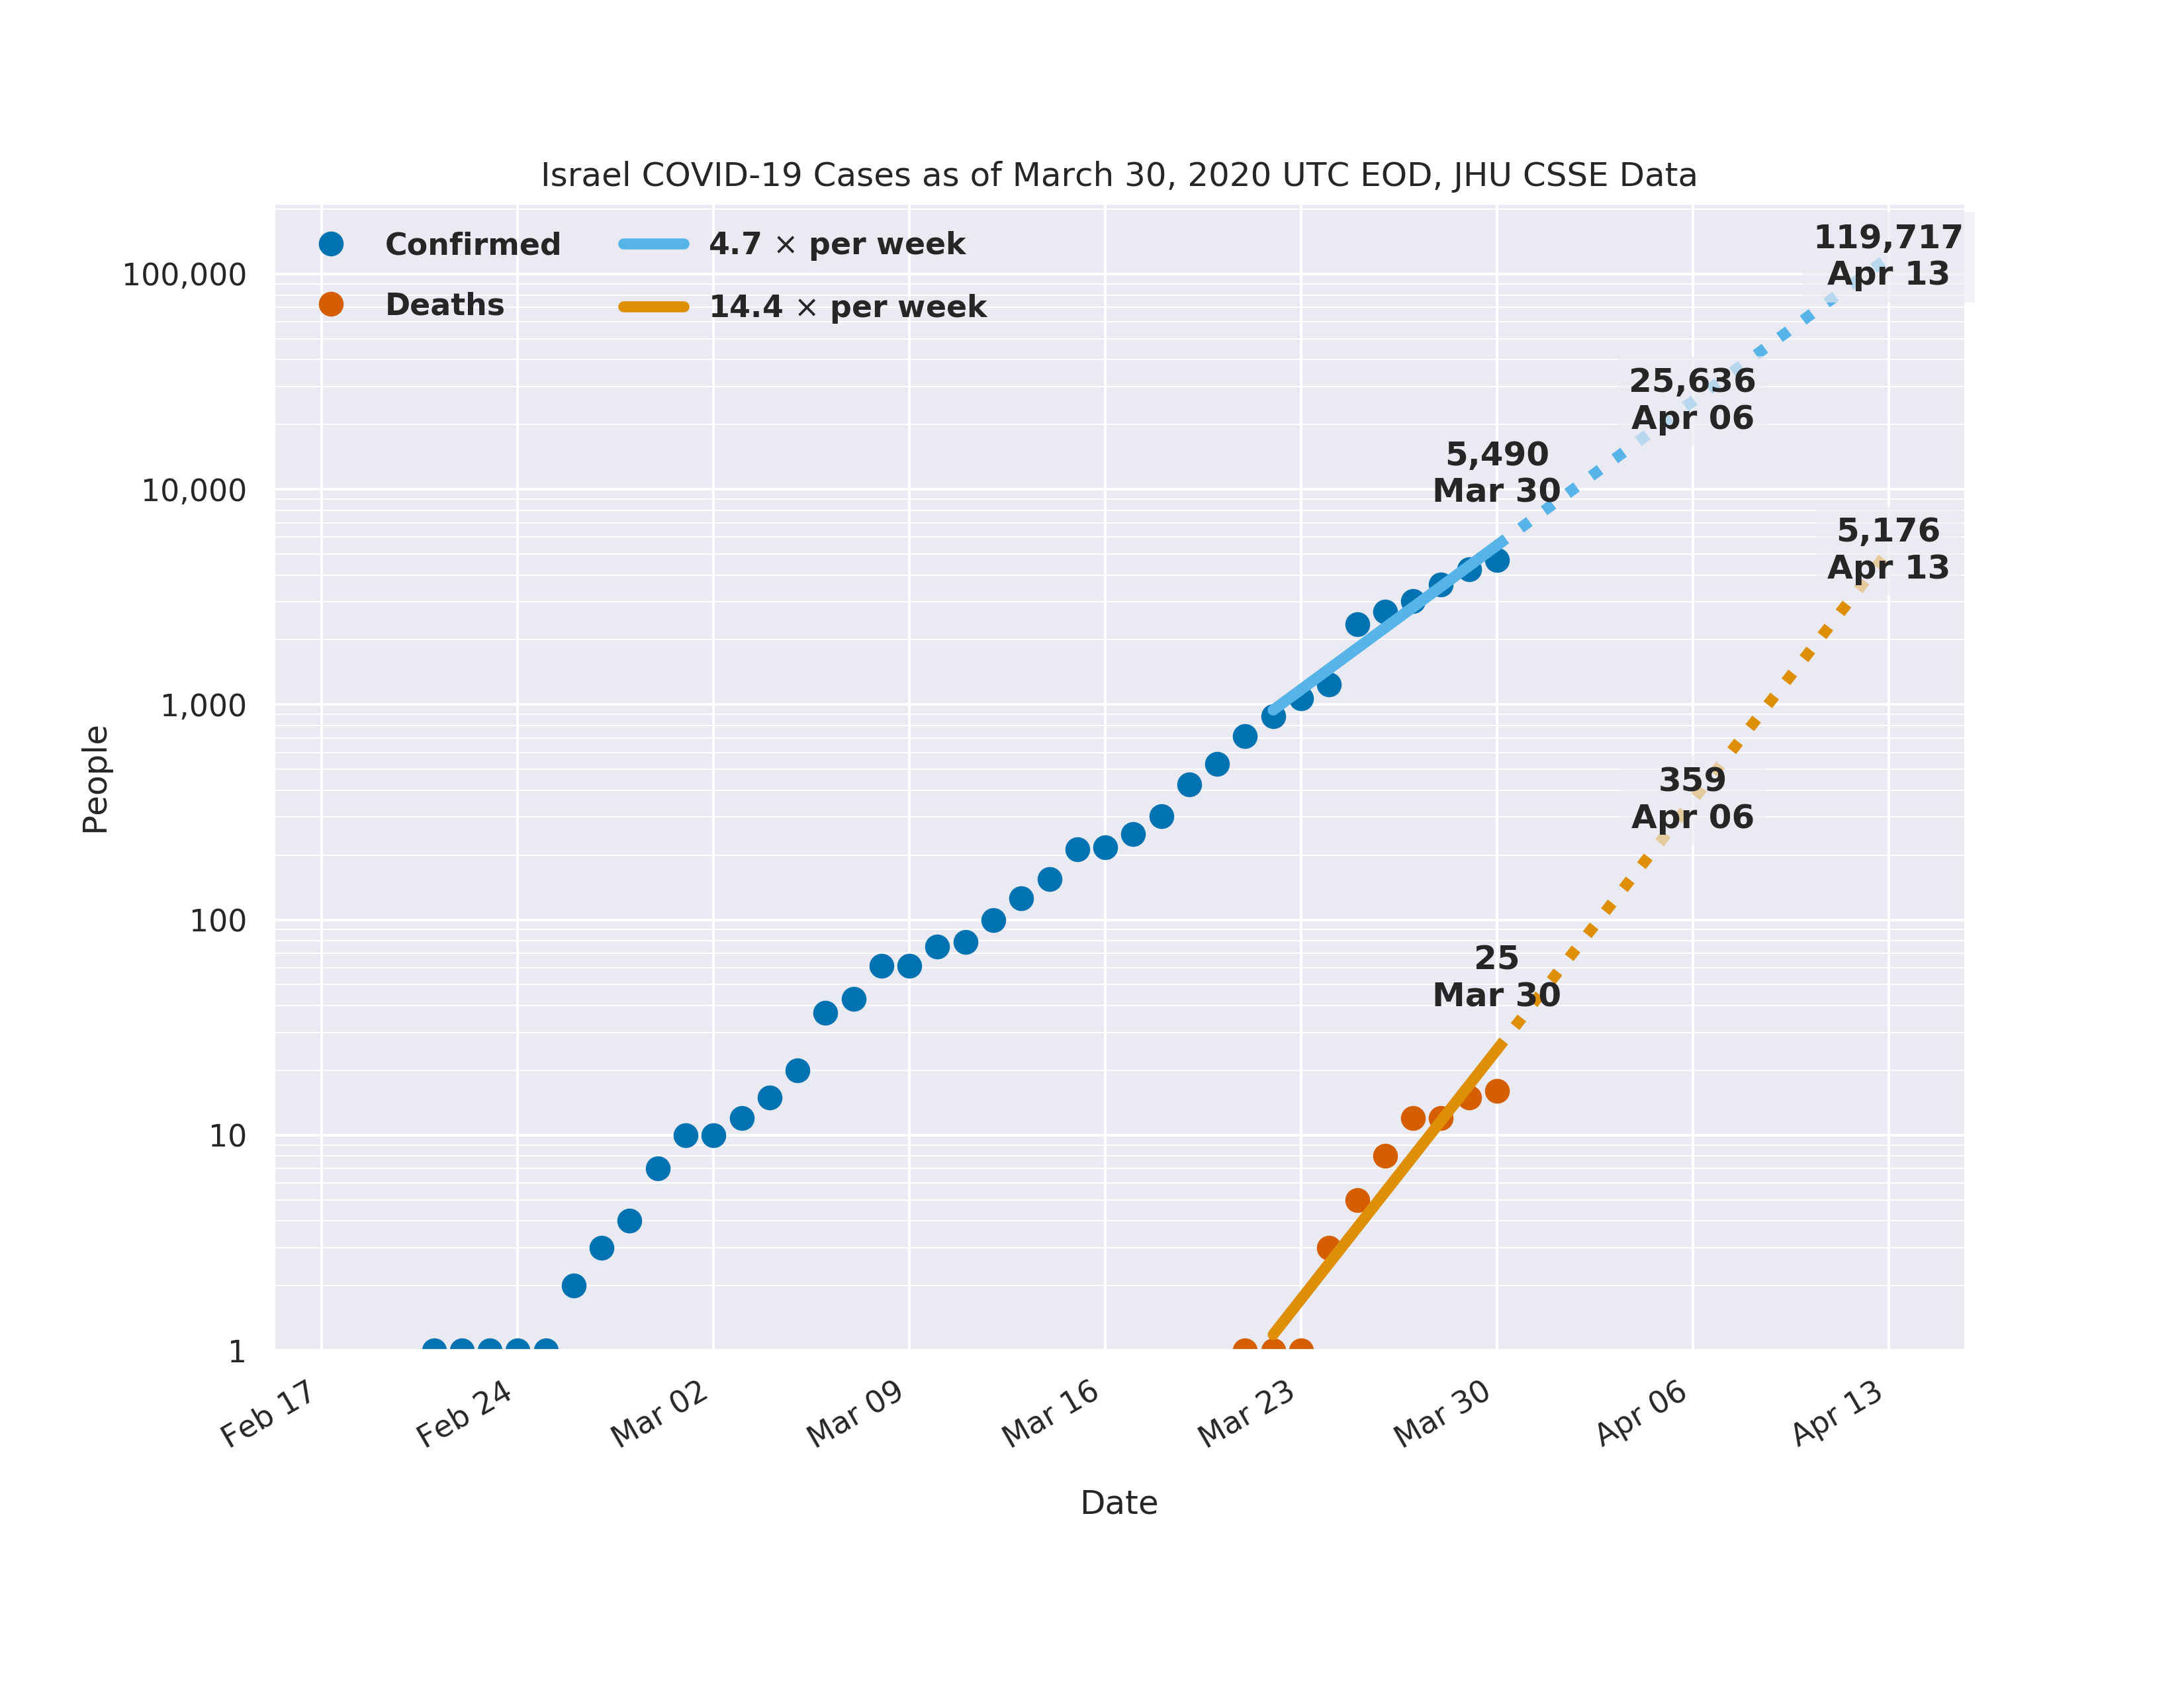 Israel COVID-19 Cases as of March 30, 2020 UTC EOD, JHU CSSE Data
Confirmed
Deaths
4.7 × per week
14.4 × per week
119,717
Apr 13
25,636
Apr 06
5,490
Mar 30
5,176
Apr 13
359
Apr 06
25
Mar 30
100,000
10,000
1,000
100
10
1
People
Feb 17
Feb 24
Mar 02
Mar 09
Mar 16
Mar 23
Mar 30
Apr 06
Apr 13
Date